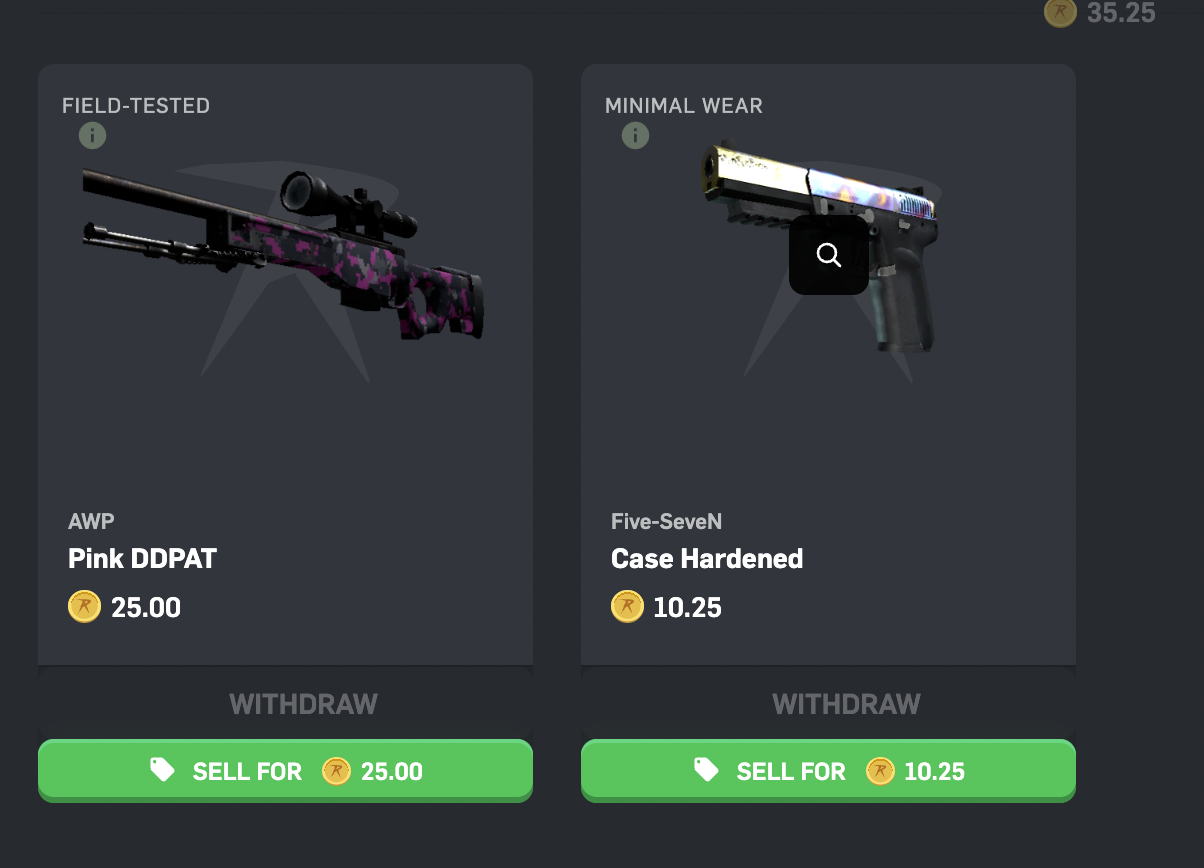 35.25
FIELD-TESTED
MINIMAL WEAR
AWP
Pink DDPAT
25.00
Five-SeveN
Case Hardened
10.25
WITHDRAW
WITHDRAW
SELL FOR 25.00
SELL FOR 10.25